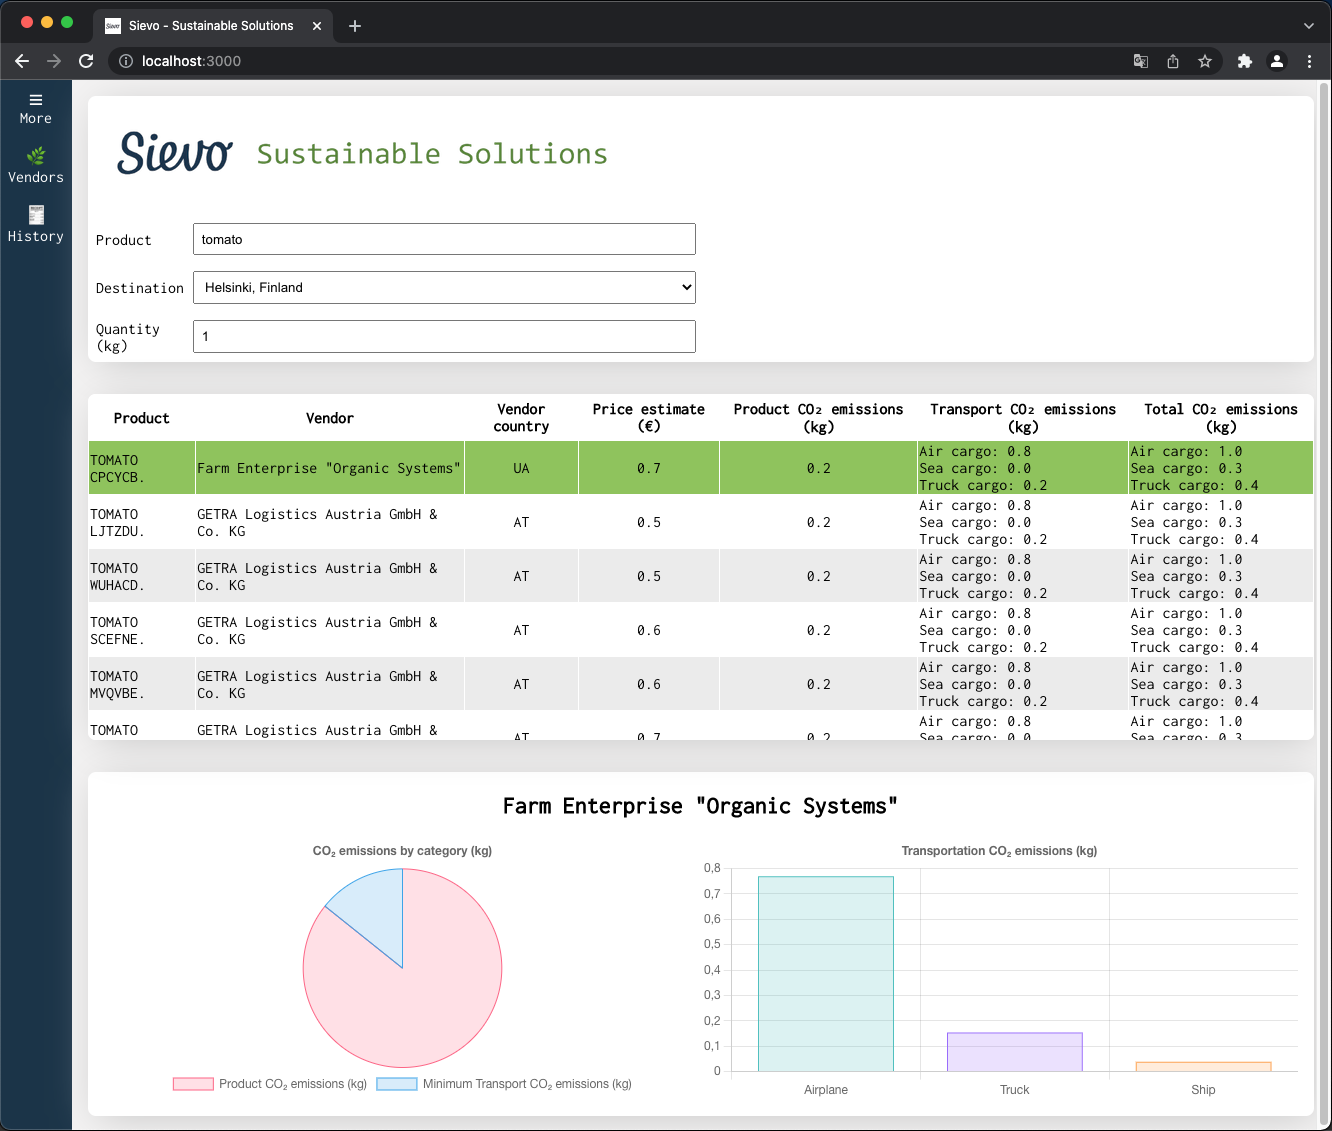 Sievo - Sustainable Solutions
localhost:3000
More
Vendors
History
Sievo Sustainable Solutions
Product tomato
Destination Helsinki, Finland
Quantity
(kg) 1
Product Vendor Vendor country Price estimate (€) Product CO₂ emissions (kg) Transport CO₂ emissions (kg) Total CO₂ emissions (kg)
TOMATO CPCYCB. Farm Enterprise "Organic Systems" UA 0.7 0.2 Air cargo: 0.8 Sea cargo: 0.0 Truck cargo: 0.2 Air cargo: 1.0 Sea cargo: 0.3 Truck cargo: 0.4
TOMATO LJTZDU. GETRA Logistics Austria GmbH & Co. KG AT 0.5 0.2 Air cargo: 0.8 Sea cargo: 0.0 Truck cargo: 0.2 Air cargo: 1.0 Sea cargo: 0.3 Truck cargo: 0.4
TOMATO WUHACD. GETRA Logistics Austria GmbH & Co. KG AT 0.5 0.2 Air cargo: 0.8 Sea cargo: 0.0 Truck cargo: 0.2 Air cargo: 1.0 Sea cargo: 0.3 Truck cargo: 0.4
TOMATO SCEFNE. GETRA Logistics Austria GmbH & Co. KG AT 0.6 0.2 Air cargo: 0.8 Sea cargo: 0.0 Truck cargo: 0.2 Air cargo: 1.0 Sea cargo: 0.3 Truck cargo: 0.4
TOMATO MVQVBE. GETRA Logistics Austria GmbH & Co. KG AT 0.6 0.2 Air cargo: 0.8 Sea cargo: 0.0 Truck cargo: 0.2 Air cargo: 1.0 Sea cargo: 0.3 Truck cargo: 0.4
TOMATO GETRA Logistics Austria GmbH & AT 0.7 0.2 Air cargo: 0.8 Sea cargo: 0.0 Air cargo: 1.0 Sea cargo: 0.3
Farm Enterprise "Organic Systems"
CO₂ emissions by category (kg)
Product CO₂ emissions (kg) Minimum Transport CO₂ emissions (kg)
Transportation CO₂ emissions (kg)
0,8
0,7
0,6
0,5
0,4
0,3
0,2
0,1
0
Airplane Truck Ship